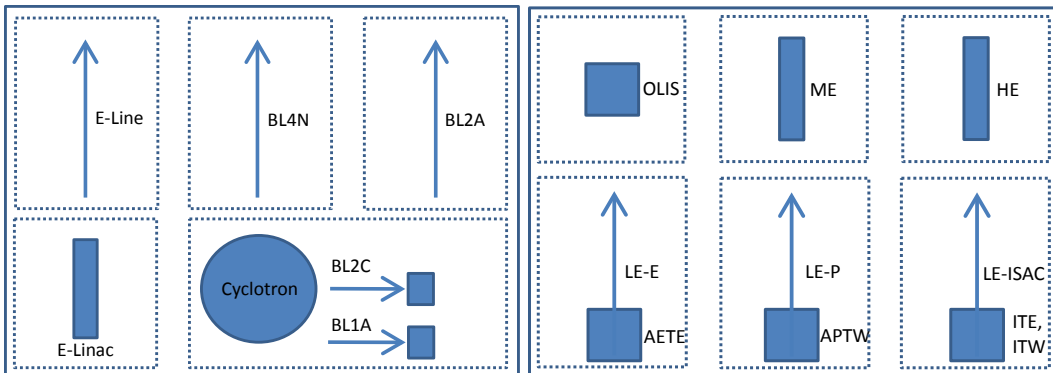 E-Line
BL4N
BL2A
E-Linac
Cyclotron
BL2C
BL1A
OLIS
ME
HE
LE-E
AETE
LE-P
APTW
LE-ISAC
ITE,
ITW